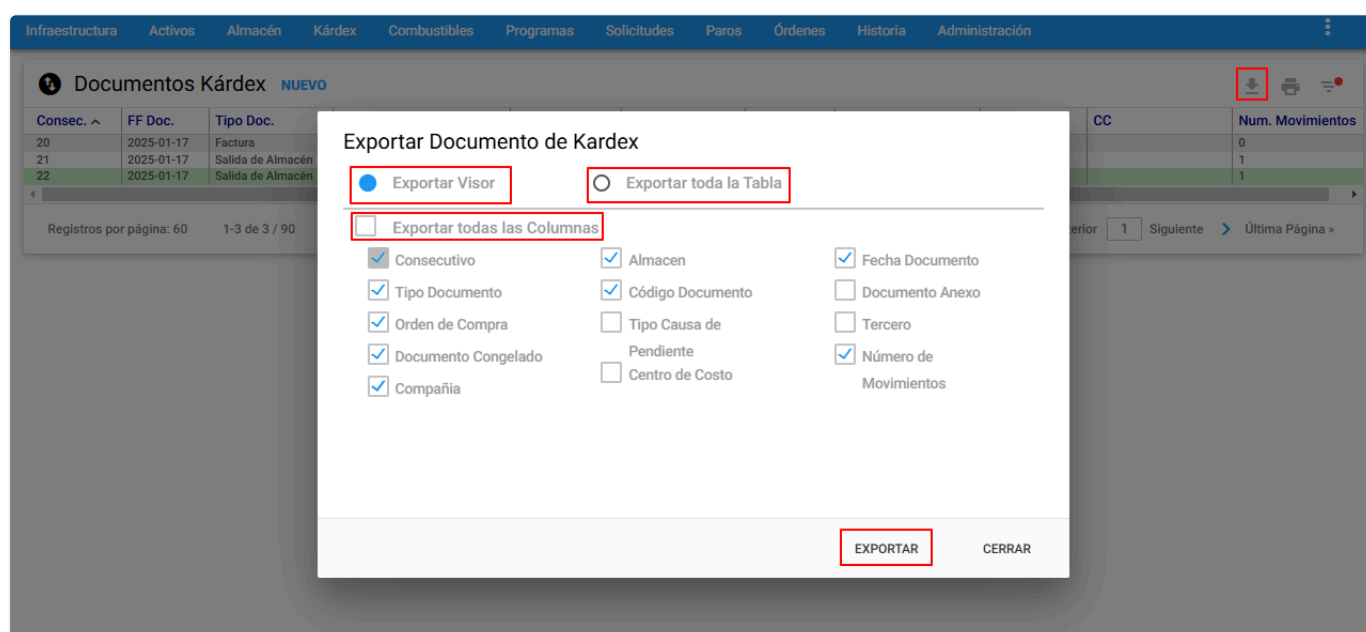 Infraestructura Activos Almacén Kárdex Combustibles Programas Solicitudes Paros Órdenes Historia Administración
Documentos Kárdex NUEVO
Consec. FF Doc. Tipo Doc. CC Num. Movimientos
20 2025-01-17 Factura 0
21 2025-01-17 Salida de Almacén 1
22 2025-01-17 Salida de Almacén 1
Registros por página: 60 1-3 de 3 / 90 erior 1 Siguiente Última Página »
Exportar Documento de Kardex
Exportar Visor Exportar toda la Tabla
Exportar todas las Columnas
Consecutivo Almacen Fecha Documento
Tipo Documento Código Documento Documento Anexo
Orden de Compra Tipo Causa de Tercero
Documento Congelado Pendiente Número de
Compañia Centro de Costo Movimientos
EXPORTAR CERRAR